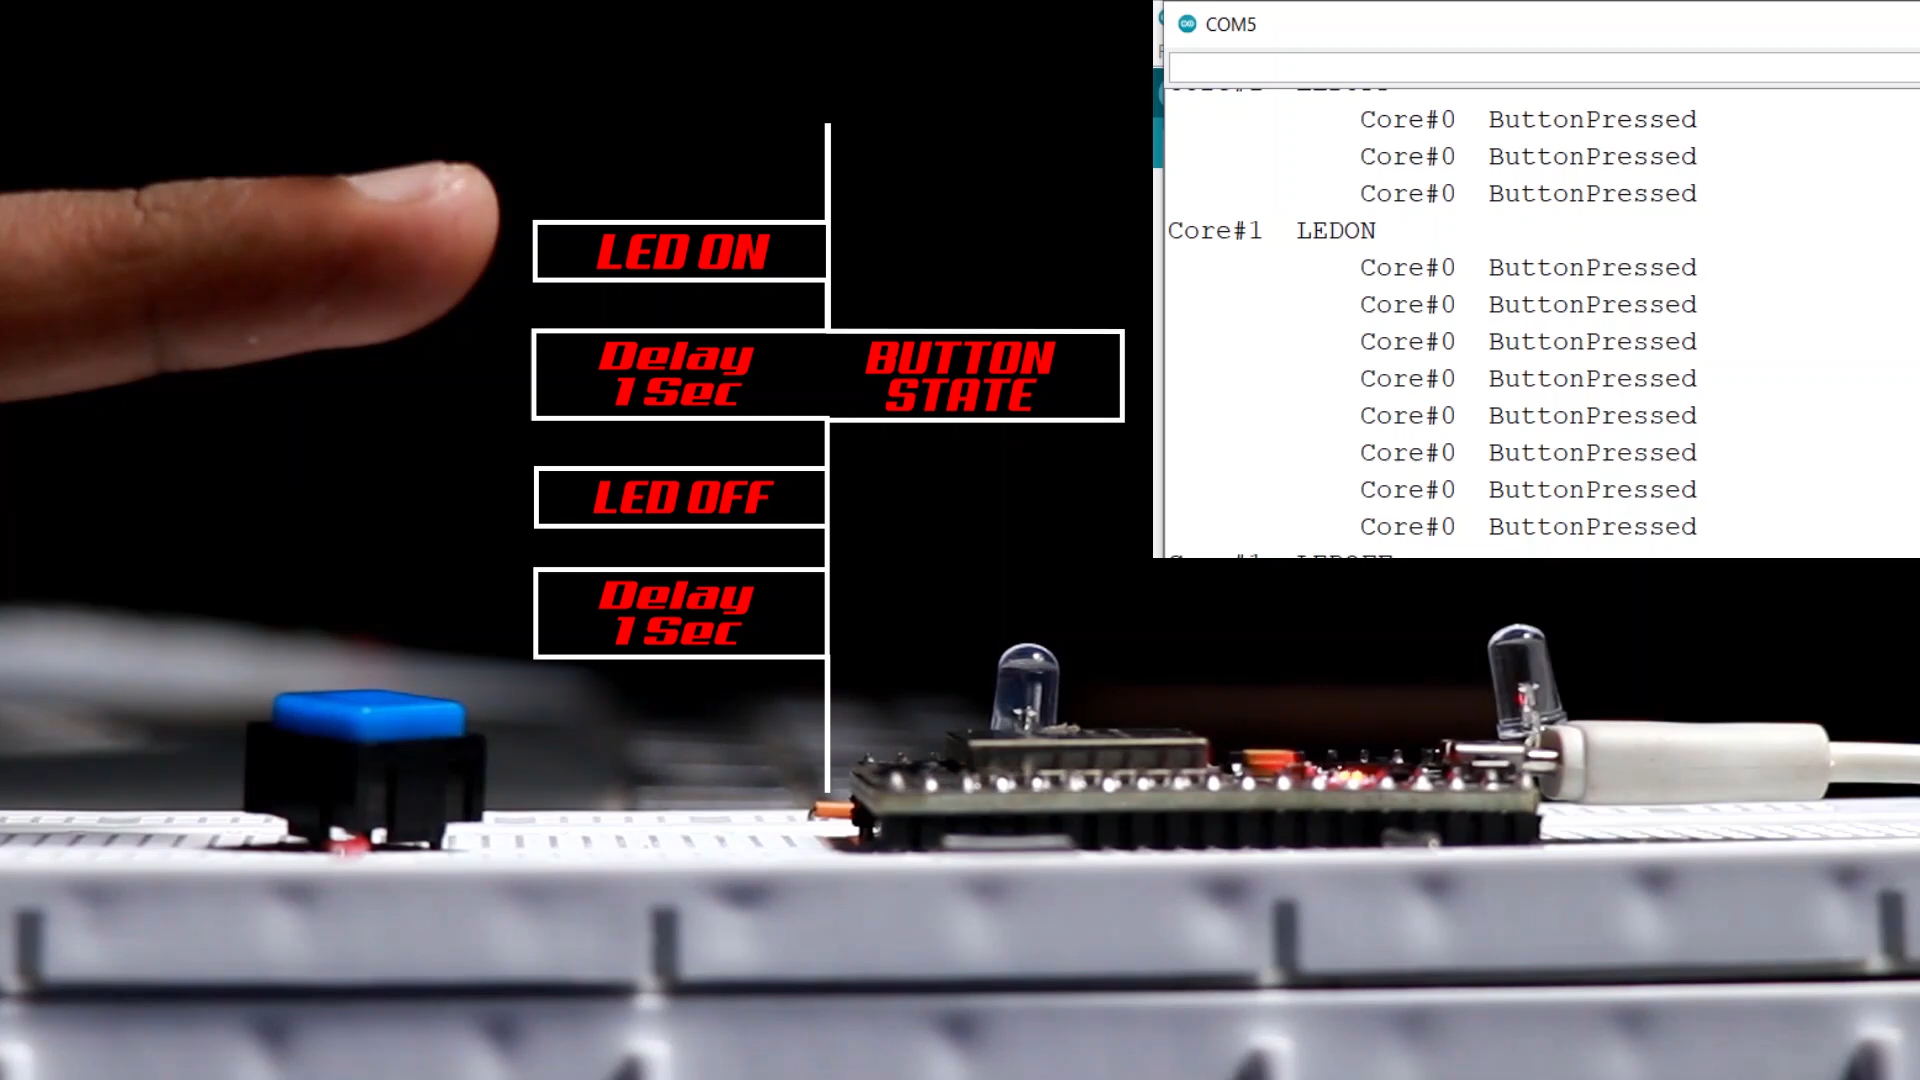 LED ON
Delay
1 Sec
BUTTON
STATE
LED OFF
Delay
1 Sec
COM5
Core#0 ButtonPressed
Core#0 ButtonPressed
Core#0 ButtonPressed
Core#1 LEDON
Core#0 ButtonPressed
Core#0 ButtonPressed
Core#0 ButtonPressed
Core#0 ButtonPressed
Core#0 ButtonPressed
Core#0 ButtonPressed
Core#0 ButtonPressed
Core#0 ButtonPressed